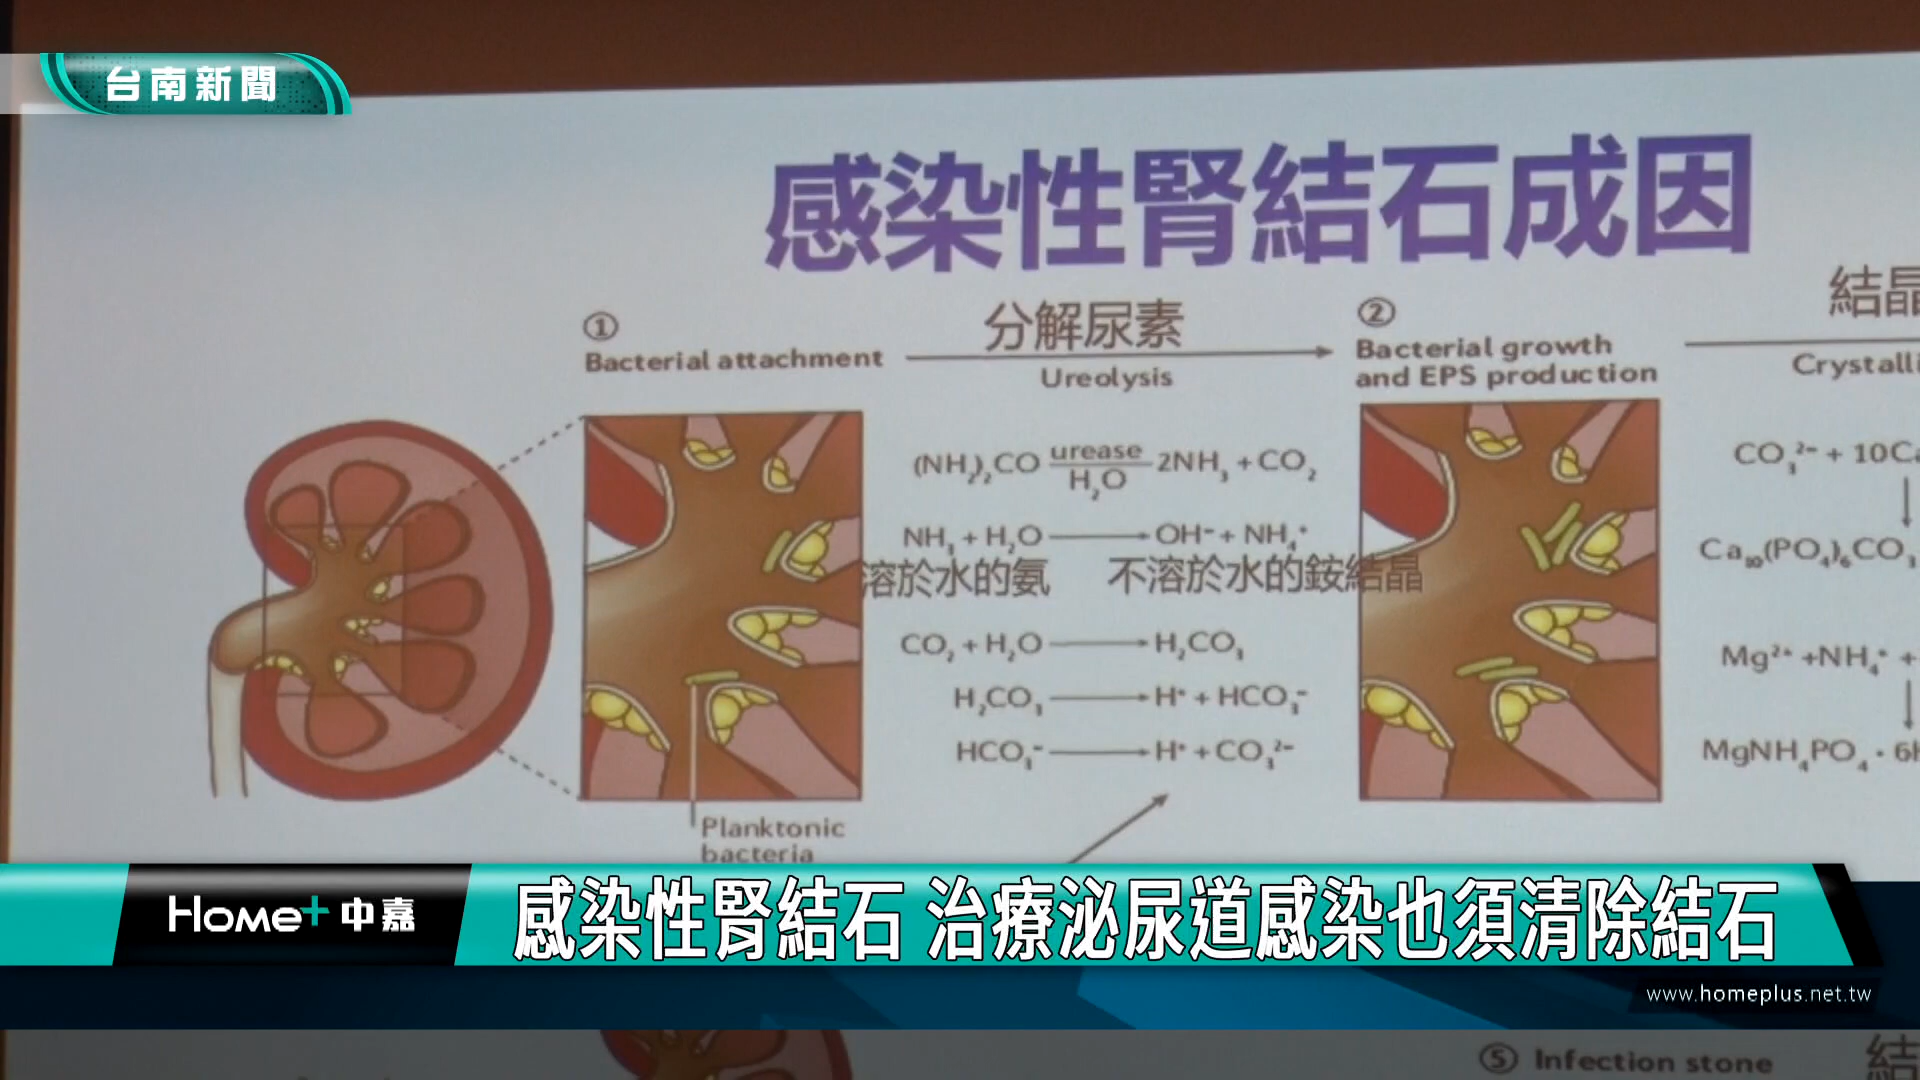 台南新聞
感染性腎結石成因
①
Bacterial attachment
分解尿素
Ureolysis
②
Bacterial growth
and EPS production
結晶
Crystalli
(NH₂)₂CO urease H₂O 2NH₃ + CO₂
NH₃ + H₂O → OH⁻ + NH₄⁺
溶於水的氨 不溶於水的銨結晶
CO₂ + H₂O → H₂CO₃
H₂CO₃ → H⁺ + HCO₃⁻
HCO₃⁻ → H⁺ + CO₃²⁻
CO₃²⁻ + 10Ca
Ca₁₀(PO₄)₆CO₃
Mg²⁺ + NH₄⁺ +
MgNH₄PO₄ · 6H
Planktonic
bacteria
Home+ 中嘉
感染性腎結石 治療泌尿道感染也須清除結石
www.homeplus.net.tw
⑤ Infection stone
結